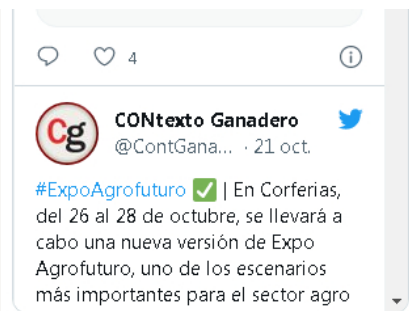 4
Cg
CONtexto Ganadero
@ContGana... · 21 oct.
#ExpoAgrofuturo ✅ | En Corferias,
del 26 al 28 de octubre, se llevará a
cabo una nueva versión de Expo
Agrofuturo, uno de los escenarios
más importantes para el sector agro